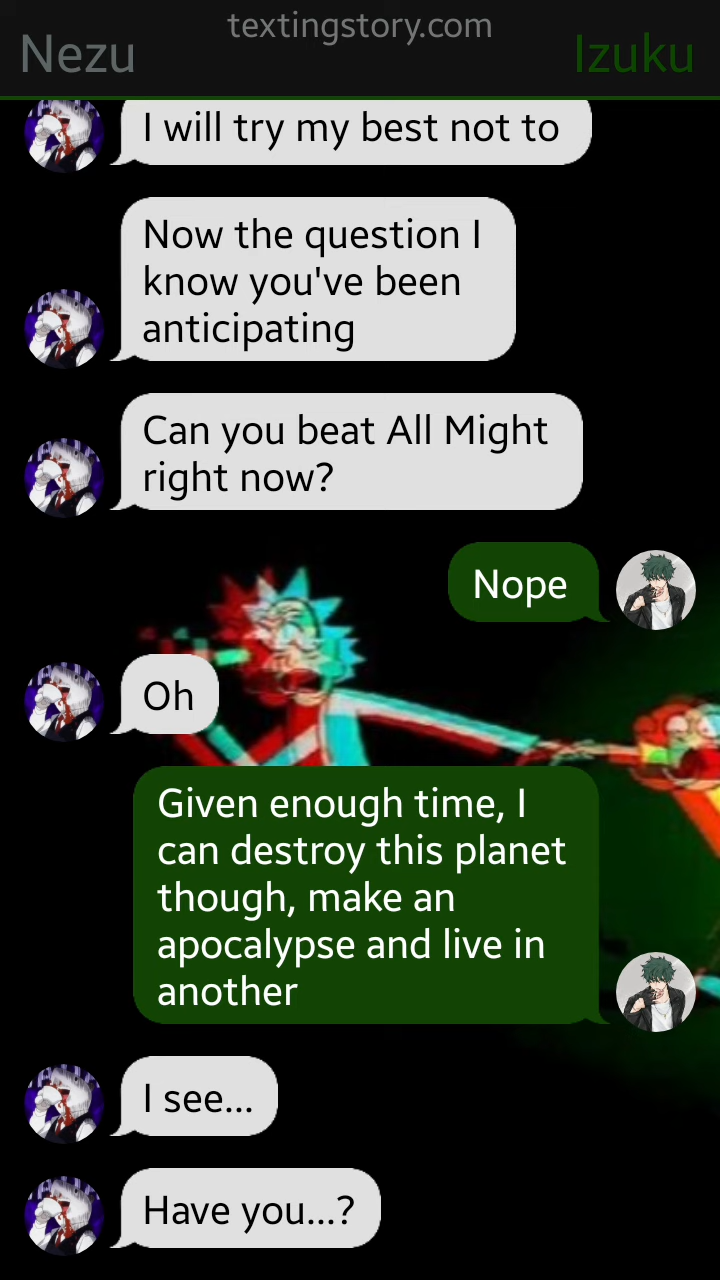 textingstory.com
Nezu
Izuku
I will try my best not to
Now the question I
know you've been
anticipating
Can you beat All Might
right now?
Nope
Oh
Given enough time, I
can destroy this planet
though, make an
apocalypse and live in
another
I see...
Have you...?